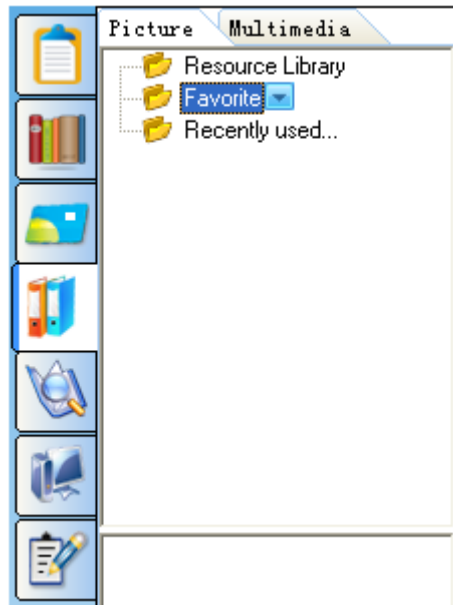 Picture Multimedia
Resource Library
Favorite
Recently used...